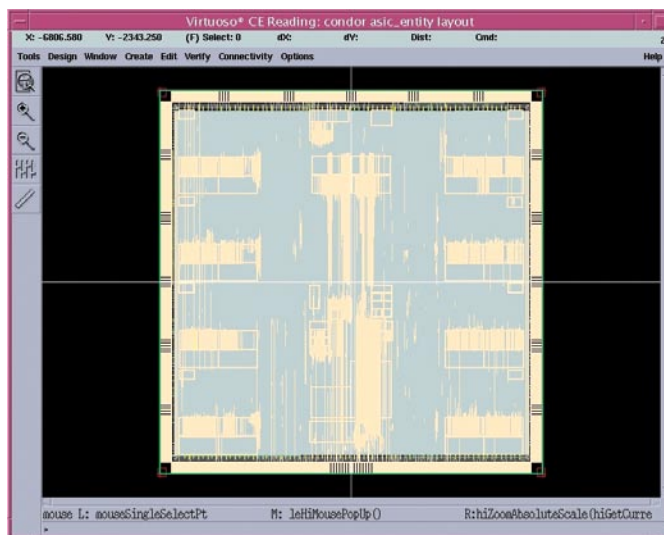 Virtuoso® CE Reading: condor asic_entity layout
X: -6806.580 Y: -2343.250 (F) Select: 0 dX: dY: Dist: Cmd:
Tools Design Window Create Edit Verify Connectivity Options Help
mouse L: mouseSingleSelectPt M: leHiMousePopUp() R:hiZoomAbsoluteScale(hiGetCurre
>